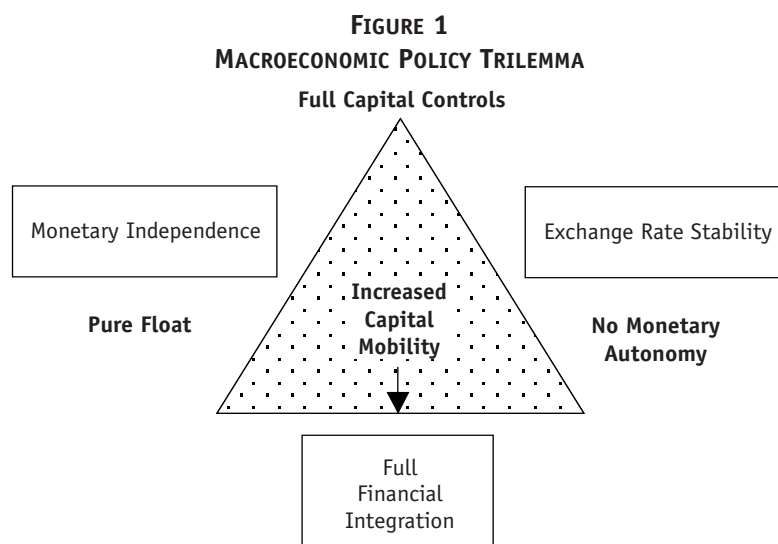 FIGURE 1
MACROECONOMIC POLICY TRILEMMA
Full Capital Controls
Monetary Independence
Exchange Rate Stability
Increased
Capital
Mobility
Pure Float
No Monetary
Autonomy
Full
Financial
Integration